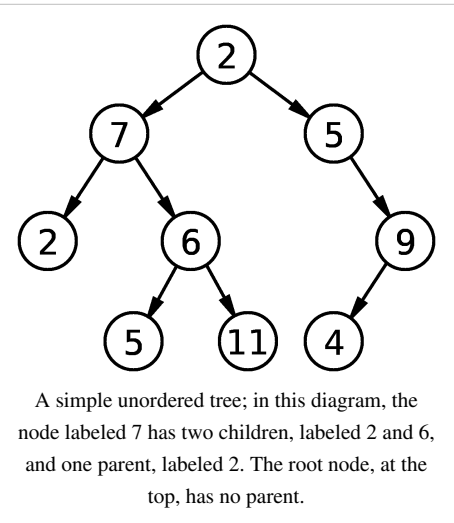 2
7 5
2 6 9
5 11 4
A simple unordered tree; in this diagram, the
node labeled 7 has two children, labeled 2 and 6,
and one parent, labeled 2. The root node, at the
top, has no parent.